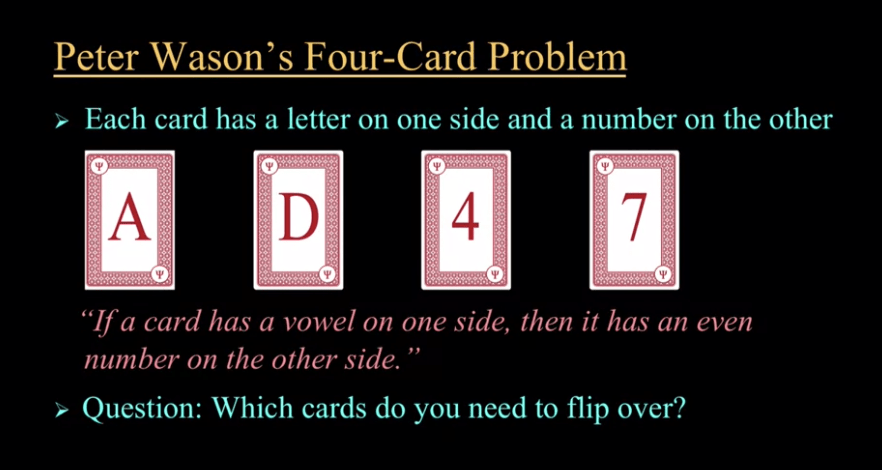 Peter Wason’s Four-Card Problem
➢ Each card has a letter on one side and a number on the other
Ψ Ψ Ψ Ψ
A D 4 7
Ψ Ψ Ψ Ψ
“If a card has a vowel on one side, then it has an even
number on the other side.”
➢ Question: Which cards do you need to flip over?